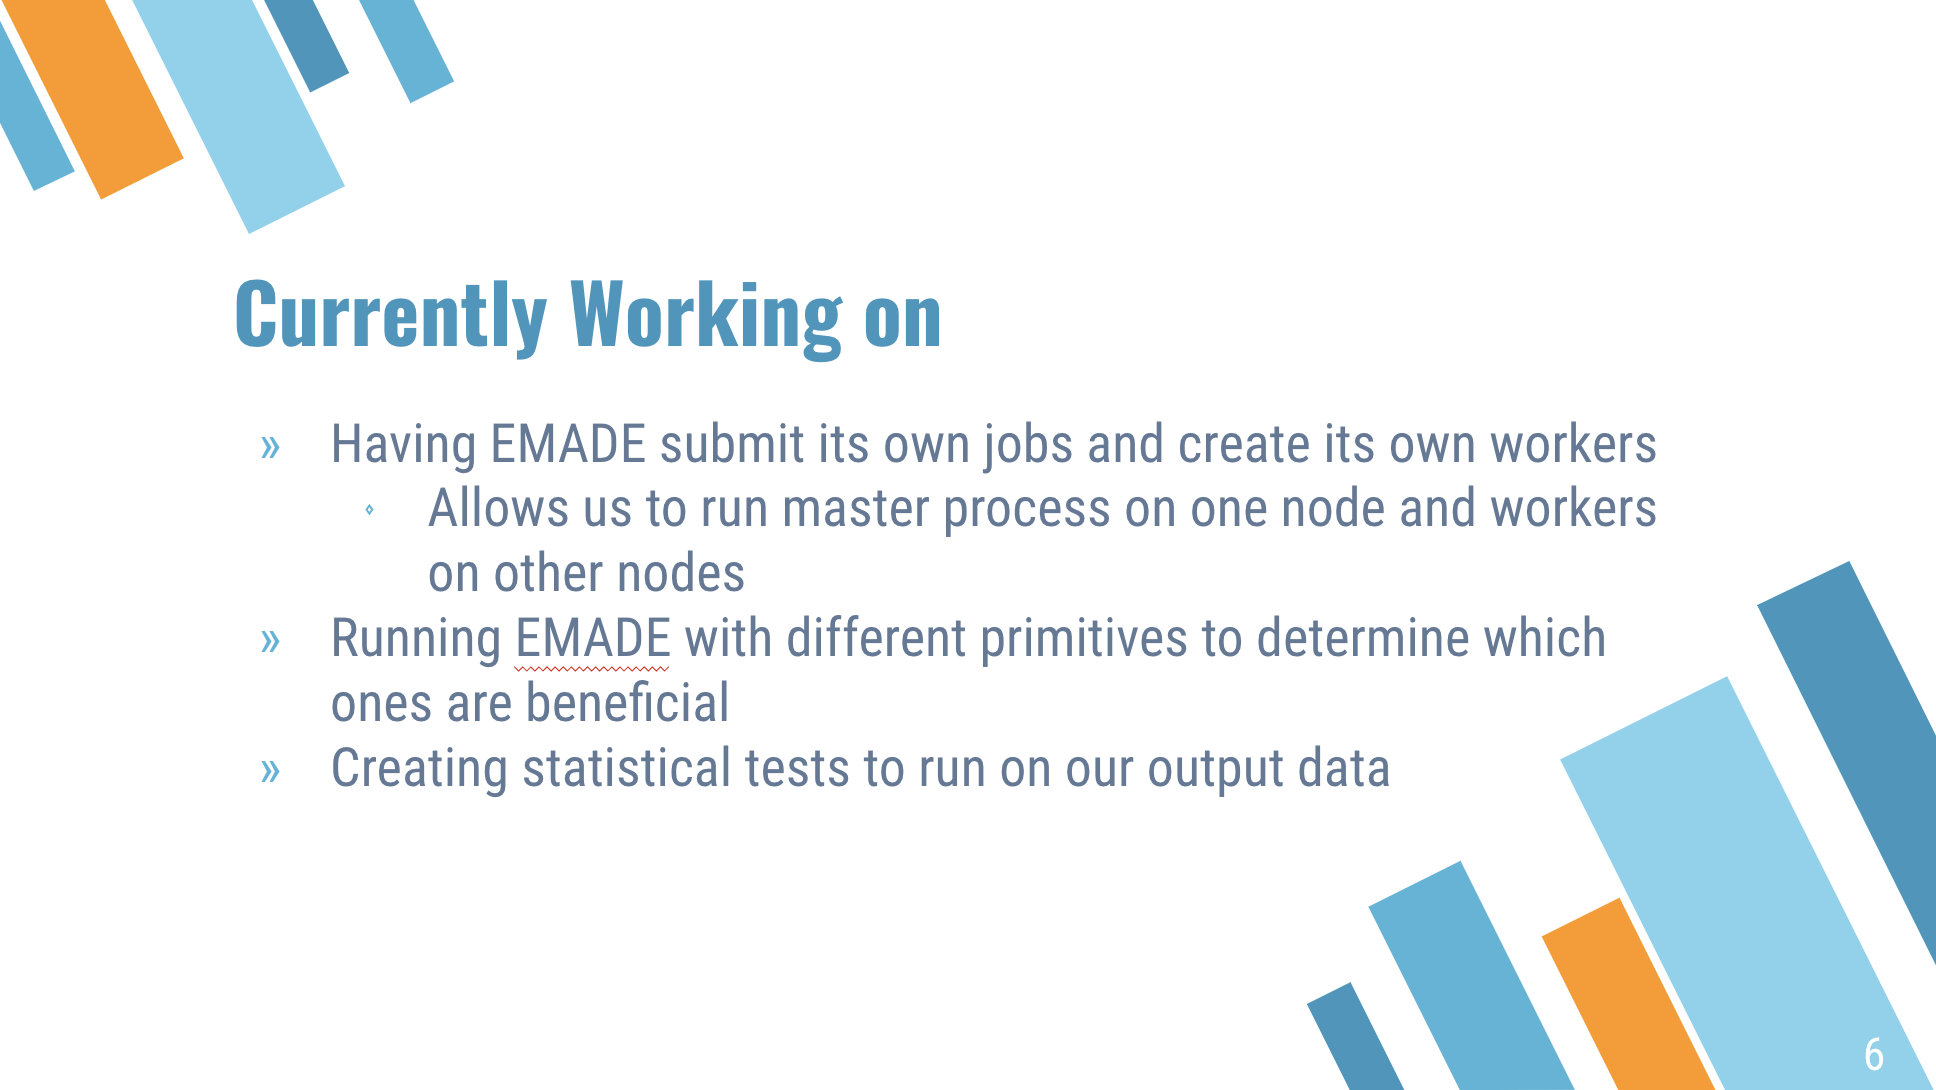 Currently Working on
» Having EMADE submit its own jobs and create its own workers
⬨ Allows us to run master process on one node and workers
on other nodes
» Running EMADE with different primitives to determine which
ones are beneficial
» Creating statistical tests to run on our output data
6